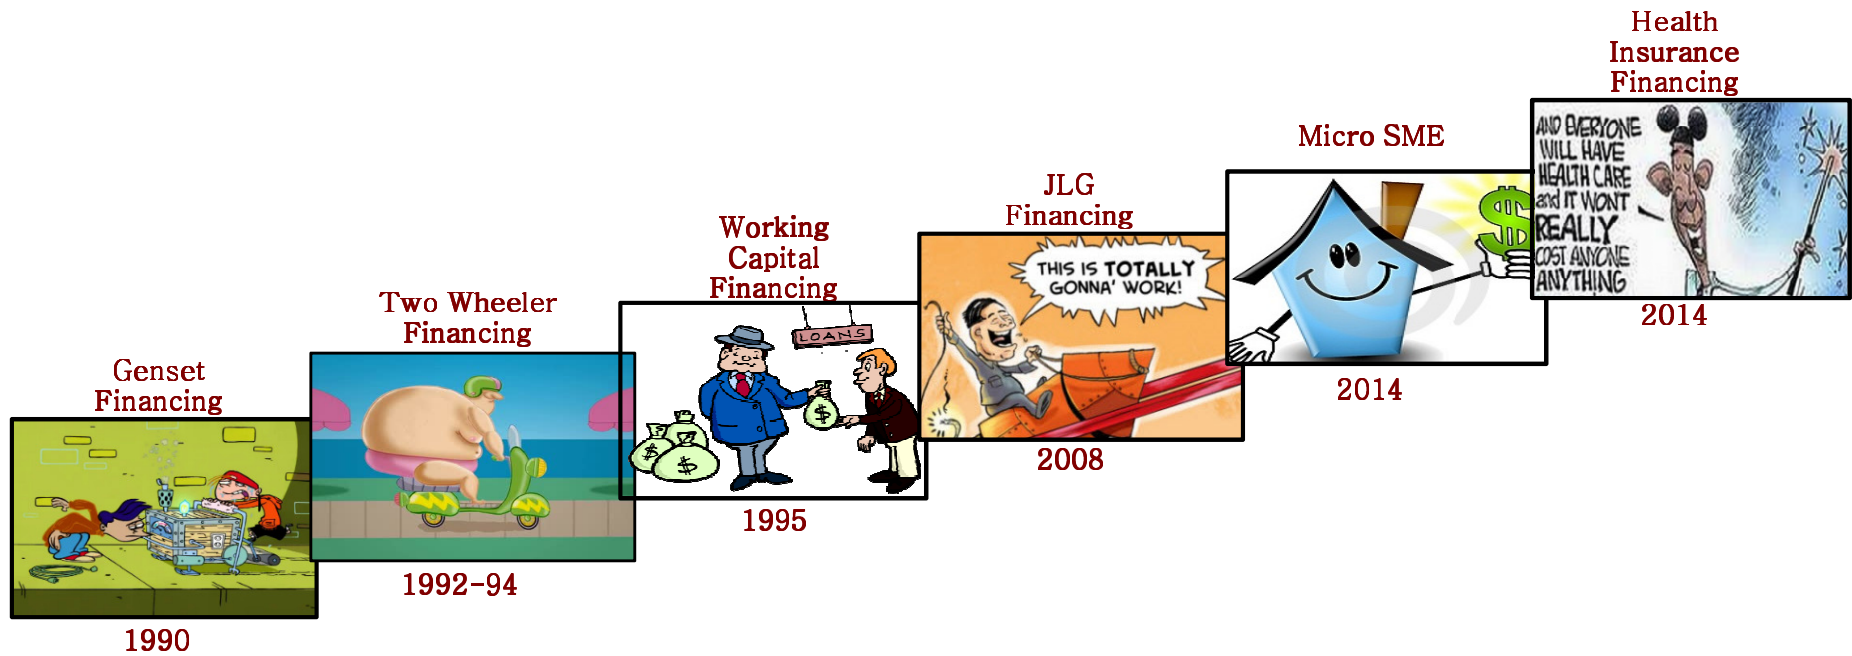 Genset
Financing
1990
Two Wheeler
Financing
1992-94
Working
Capital
Financing
LOANS
$
$
$
$
1995
JLG
Financing
THIS IS TOTALLY
GONNA' WORK!
2008
Micro SME
$
2014
Health
Insurance
Financing
AND EVERYONE
WILL HAVE
HEALTH CARE
and IT WON'T
REALLY
COST ANYONE
ANYTHING
2014